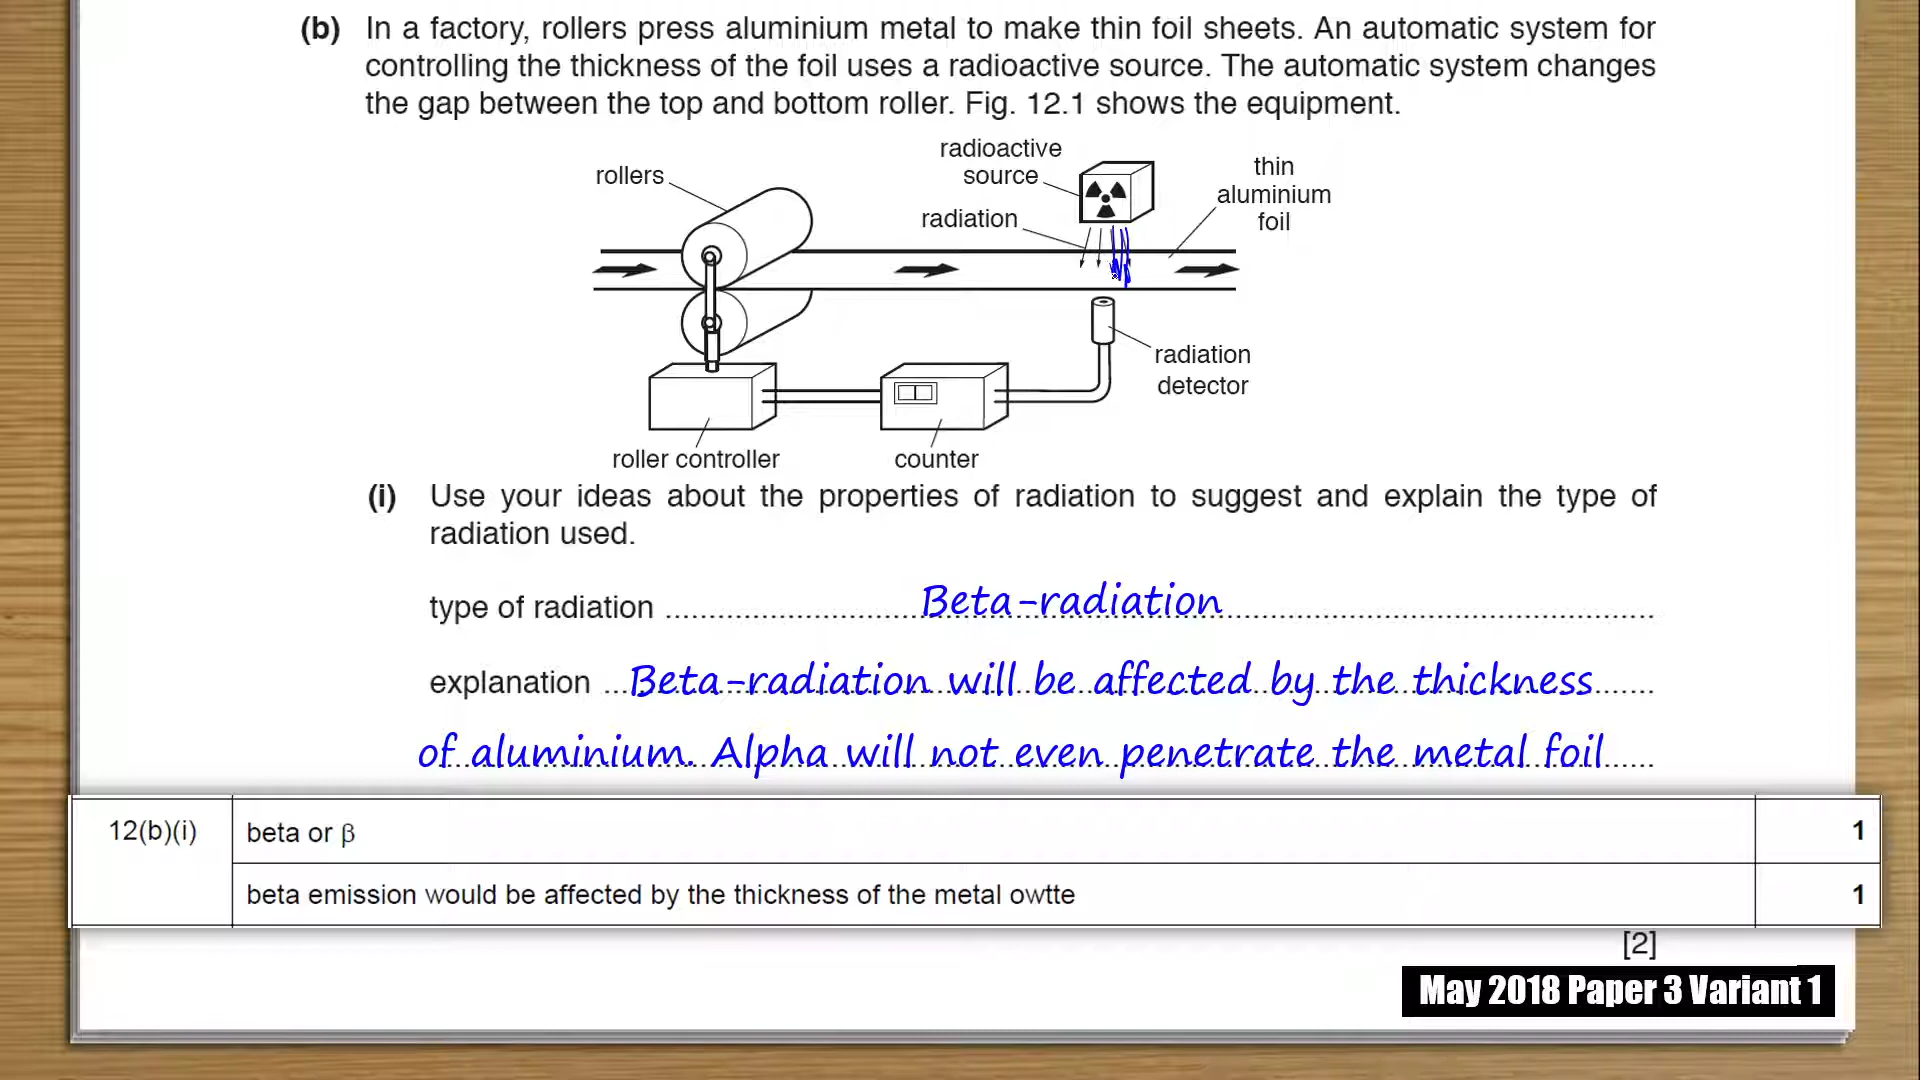 (b) In a factory, rollers press aluminium metal to make thin foil sheets. An automatic system for
controlling the thickness of the foil uses a radioactive source. The automatic system changes
the gap between the top and bottom roller. Fig. 12.1 shows the equipment.
radioactive
source
thin
aluminium
foil
rollers
radiation
radiation
detector
roller controller
counter
(i) Use your ideas about the properties of radiation to suggest and explain the type of
radiation used.
type of radiation ........ Beta-radiation ........
explanation ... Beta-radiation will be affected by the thickness ......
of aluminium. Alpha will not even penetrate the metal foil ......
12(b)(i) beta or β 1
beta emission would be affected by the thickness of the metal owtte 1
[2]
May 2018 Paper 3 Variant 1